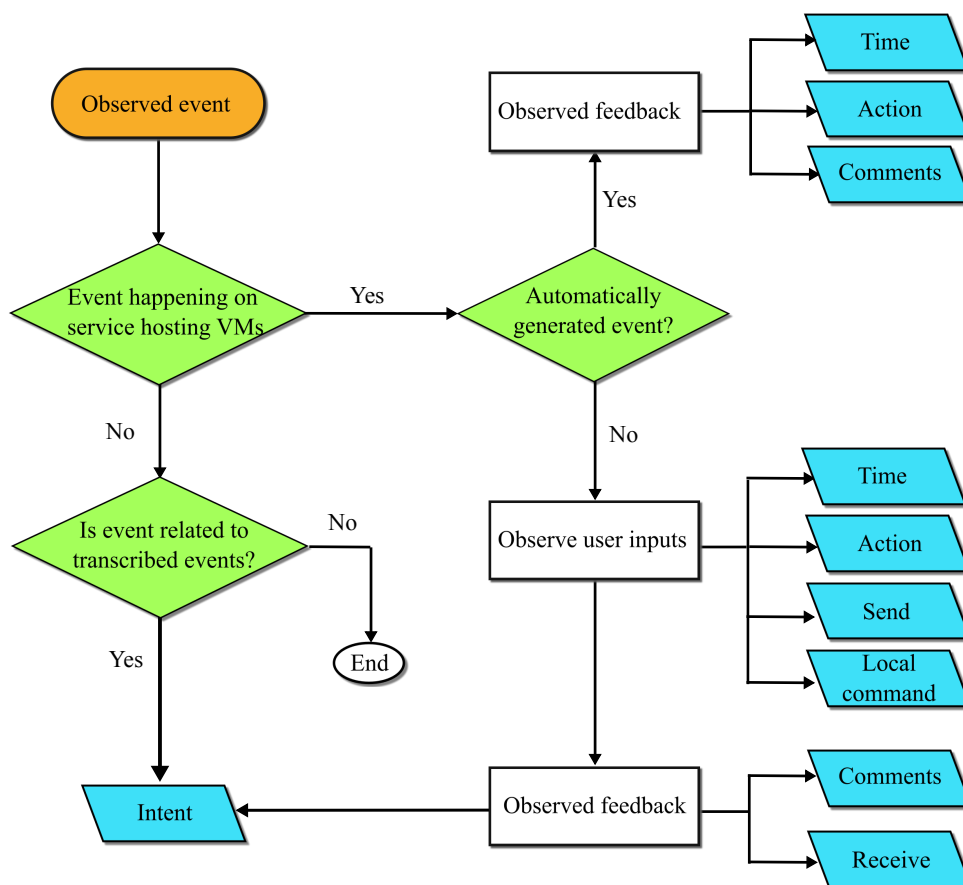 Time
Observed event
Observed feedback
Action
Comments
Yes
Event happening on
service hosting VMs
Yes
Automatically
generated event?
No
No
Time
Is event related to
transcribed events?
No
Observe user inputs
Action
Send
Yes
End
Local
command
Comments
Intent
Observed feedback
Receive